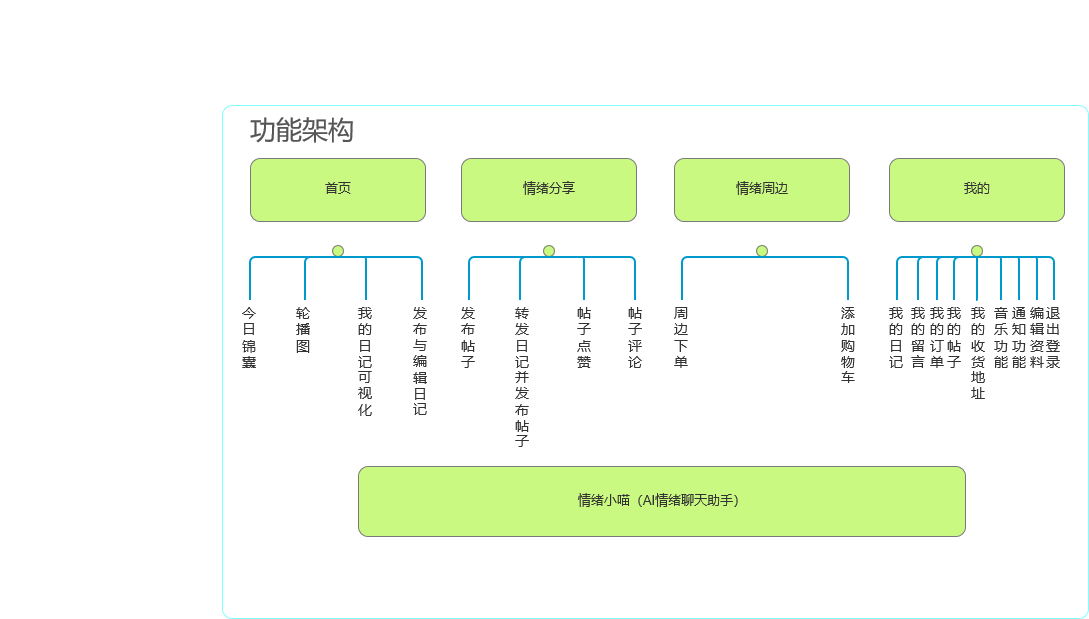 功能架构
首页
情绪分享
情绪周边
我的
今日锦囊
轮播图
我的日记可视化
发布与编辑日记
发布帖子
转发日记并发布帖子
帖子点赞
帖子评论
周边下单
添加购物车
我的日记
我的留言
我的订单
我的帖子
我的收货地址
音乐功能
通知功能
编辑资料
退出登录
情绪小喵（AI情绪聊天助手）